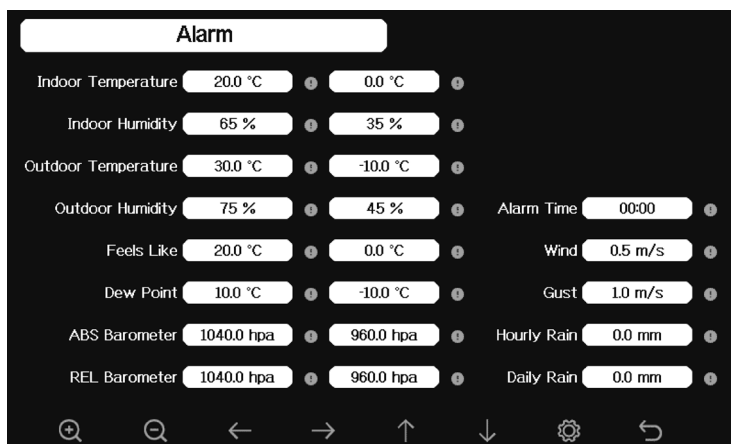 Alarm
Indoor Temperature 20.0 °C 0.0 °C
Indoor Humidity 65 % 35 %
Outdoor Temperature 30.0 °C -10.0 °C
Outdoor Humidity 75 % 45 % Alarm Time 00:00
Feels Like 20.0 °C 0.0 °C Wind 0.5 m/s
Dew Point 10.0 °C -10.0 °C Gust 1.0 m/s
ABS Barometer 1040.0 hpa 960.0 hpa Hourly Rain 0.0 mm
REL Barometer 1040.0 hpa 960.0 hpa Daily Rain 0.0 mm